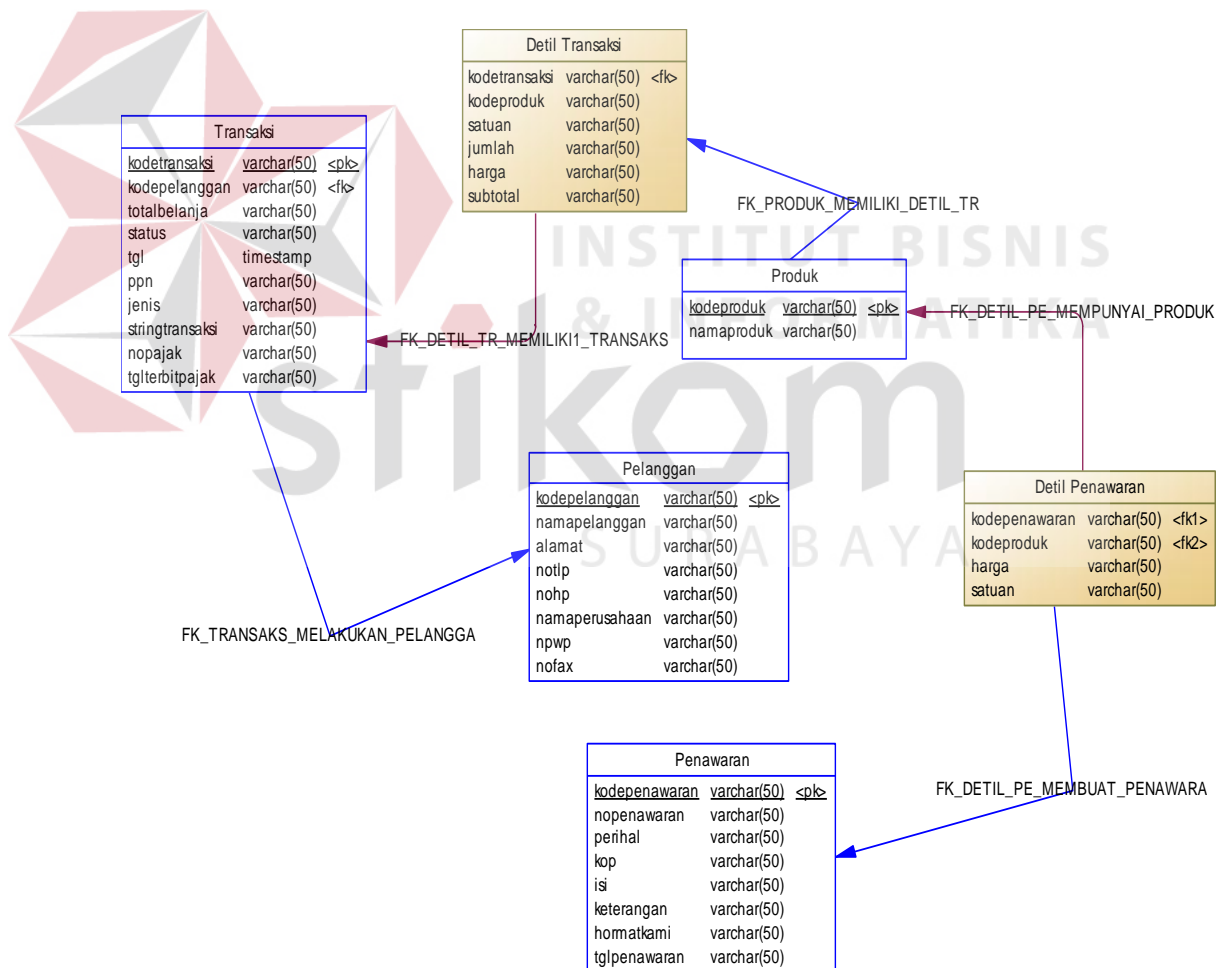 Detil Transaksi
kodetransaksi varchar(50) <fk>
kodeproduk varchar(50)
satuan varchar(50)
jumlah varchar(50)
harga varchar(50)
subtotal varchar(50)
Transaksi
kodetransaksi varchar(50) <pk>
kodepelanggan varchar(50) <fk>
totalbelanja varchar(50)
status varchar(50)
tgl timestamp
ppn varchar(50)
jenis varchar(50)
stringtransaksi varchar(50)
nopajak varchar(50)
tglterbitpajak varchar(50)
FK_PRODUK_MEMILIKI_DETIL_TR
INSTITUT BISNIS
Produk
kodeproduk varchar(50) <pk>
namaproduk varchar(50)
FK_DETIL_PE_MEMPUNYAI_PRODUK
& INFORMATIKA
FK_DETIL_TR_MEMILIKI1_TRANSAKS
stikom
SURABAYA
Pelanggan
kodepelanggan varchar(50) <pk>
namapelanggan varchar(50)
alamat varchar(50)
notlp varchar(50)
nohp varchar(50)
namaperusahaan varchar(50)
npwp varchar(50)
nofax varchar(50)
Detil Penawaran
kodepenawaran varchar(50) <fk1>
kodeproduk varchar(50) <fk2>
harga varchar(50)
satuan varchar(50)
FK_TRANSAKS_MELAKUKAN_PELANGGA
Penawaran
kodepenawaran varchar(50) <pk>
nopenawaran varchar(50)
perihal varchar(50)
kop varchar(50)
isi varchar(50)
keterangan varchar(50)
hormatkami varchar(50)
tglpenawaran varchar(50)
FK_DETIL_PE_MEMBUAT_PENAWARA